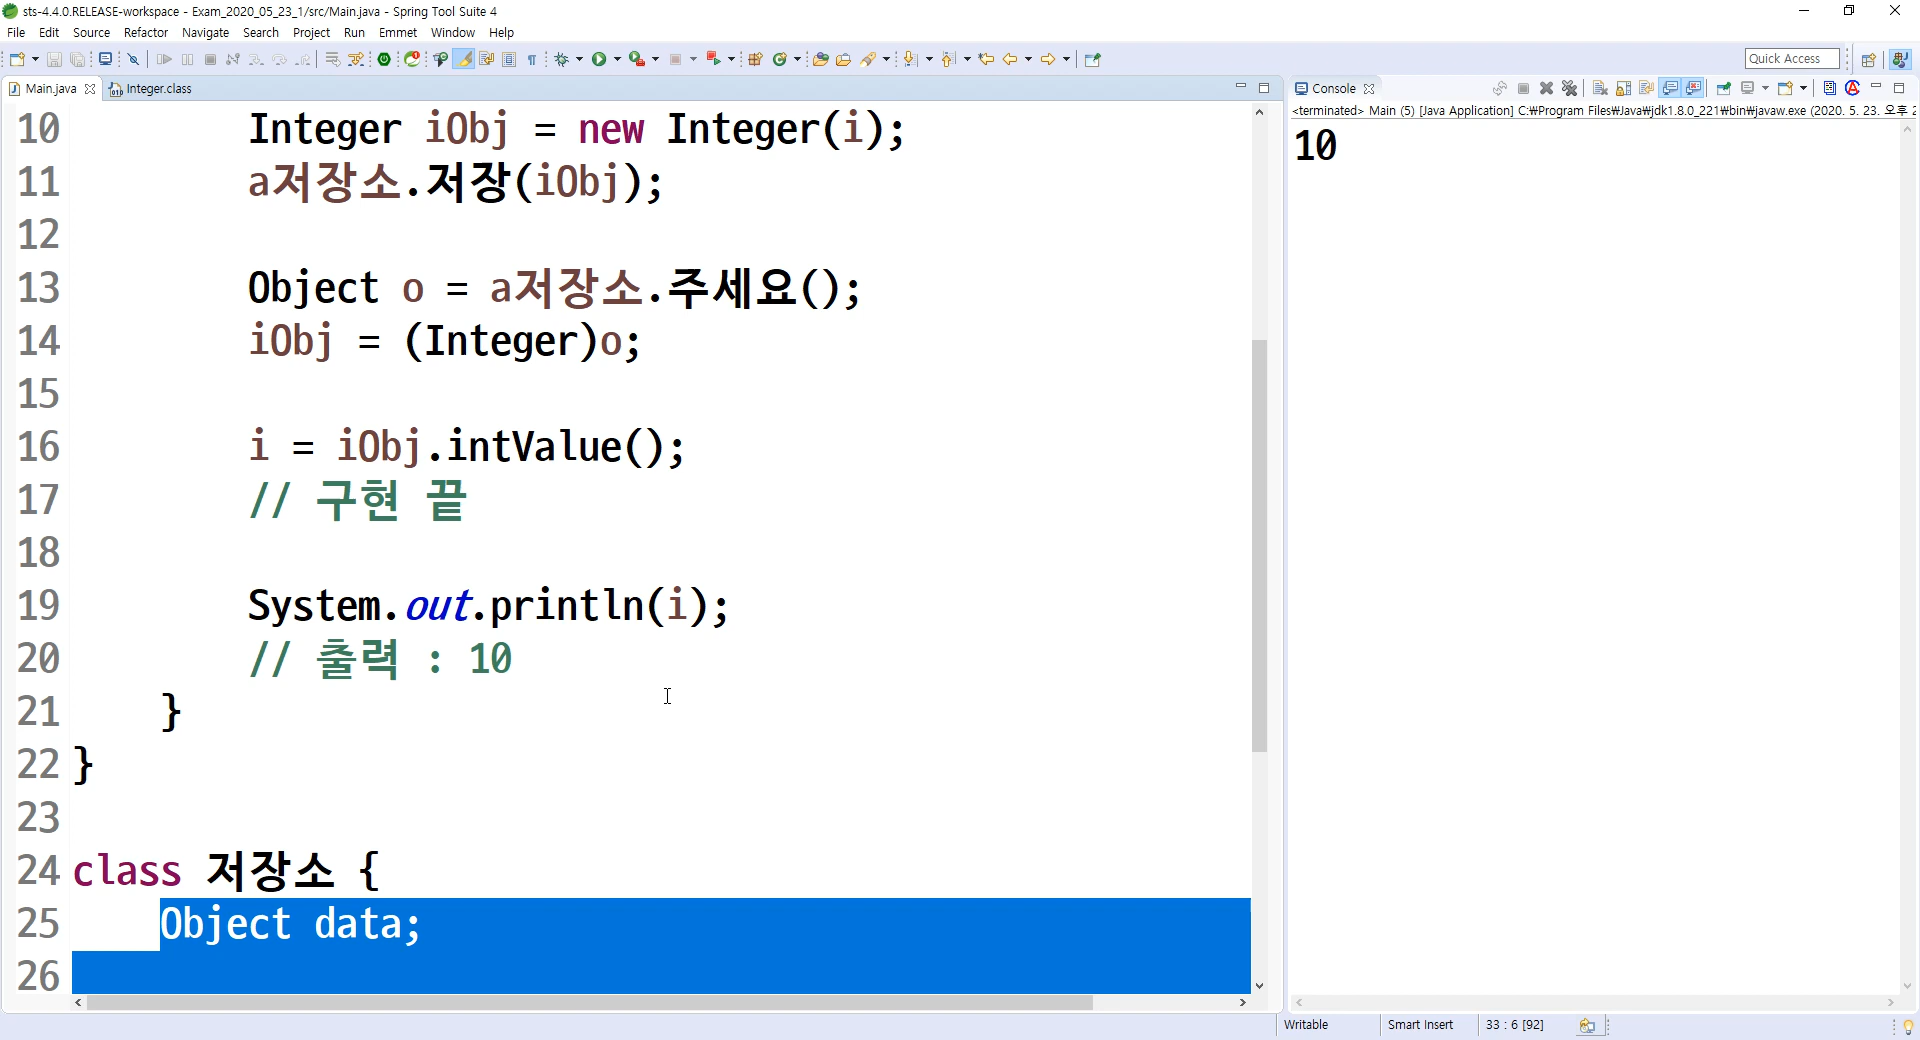 sts-4.4.0.RELEASE-workspace - Exam_2020_05_23_1/src/Main.java - Spring Tool Suite 4
File Edit Source Refactor Navigate Search Project Run Emmet Window Help
Quick Access
Main.java Integer.class
Console
<terminated> Main (5) [Java Application] C:₩Program Files₩Java₩jdk1.8.0_221₩bin₩javaw.exe (2020. 5. 23. 오후 2
10
10 Integer iObj = new Integer(i);
11 a저장소.저장(iObj);
12
13 Object o = a저장소.주세요();
14 iObj = (Integer)o;
15
16 i = iObj.intValue();
17 // 구현 끝
18
19 System.out.println(i);
20 // 출력 : 10
21 }
22 }
23
24 class 저장소 {
25 Object data;
26
Writable Smart Insert 33 : 6 [92]